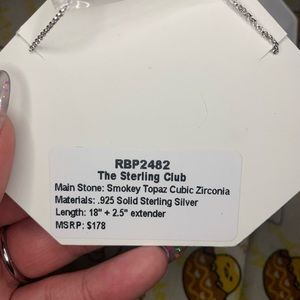 RBP2482
The Sterling Club
Main Stone: Smokey Topaz Cubic Zirconia
Materials: .925 Solid Sterling Silver
Length: 18" + 2.5" extender
MSRP: $178